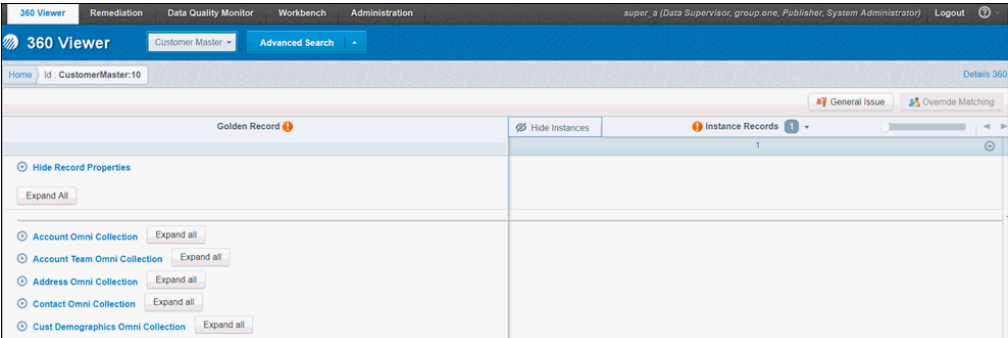 360 Viewer Remediation Data Quality Monitor Workbench Administration super_a (Data Supervisor, group.one, Publisher, System Administrator) Logout ?
360 Viewer Customer Master Advanced Search
Home Id : CustomerMaster:10 Details 360
General Issue Override Matching
Golden Record Hide Instances Instance Records 1
1
Hide Record Properties
Expand All
Account Omni Collection Expand all
Account Team Omni Collection Expand all
Address Omni Collection Expand all
Contact Omni Collection Expand all
Cust Demographics Omni Collection Expand all